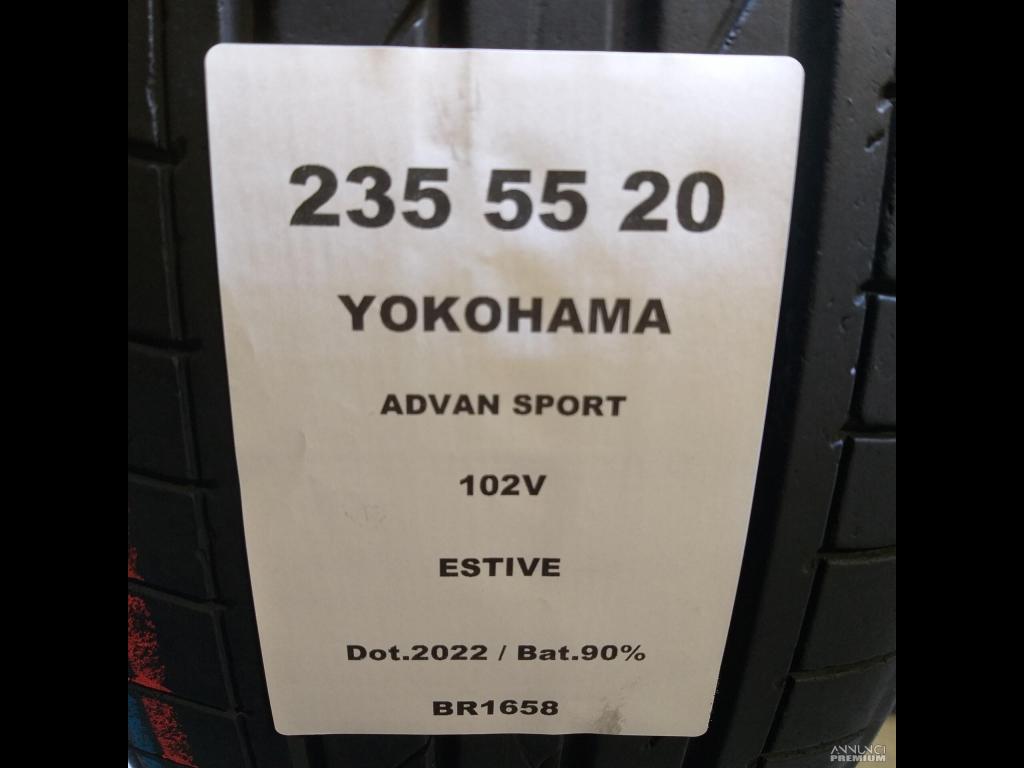 235 55 20
YOKOHAMA
ADVAN SPORT
102V
ESTIVE
Dot.2022 / Bat.90%
BR1658
ANNUNCI
PREMIUM